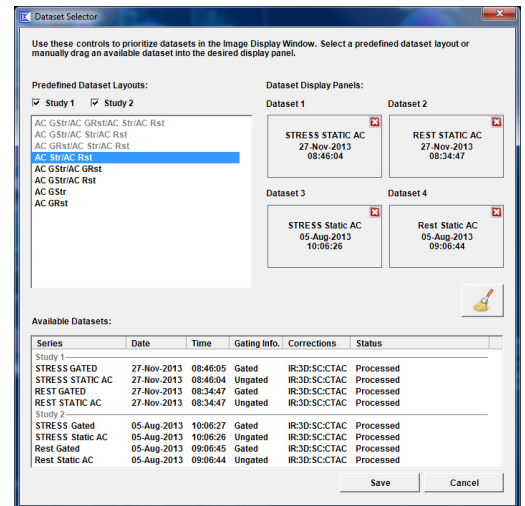 Dataset Selector
Use these controls to prioritize datasets in the Image Display Window. Select a predefined dataset layout or
manually drag an available dataset into the desired display panel.
Predefined Dataset Layouts:
Study 1 Study 2
AC GStr/AC GRst/AC Str/AC Rst
AC GStr/AC Str/AC Rst
AC GRst/AC Str/AC Rst
AC Str/AC Rst
AC GStr/AC GRst
AC GStr/AC Rst
AC GStr
AC GRst
Dataset Display Panels:
Dataset 1 Dataset 2
STRESS STATIC AC
27-Nov-2013
08:46:04
REST STATIC AC
27-Nov-2013
08:34:47
Dataset 3 Dataset 4
STRESS Static AC
05-Aug-2013
10:06:26
Rest Static AC
05-Aug-2013
09:06:44
Available Datasets:
Series Date Time Gating Info. Corrections Status
Study 1
STRESS GATED 27-Nov-2013 08:46:05 Gated IR:3D:SC:CTAC Processed
STRESS STATIC AC 27-Nov-2013 08:46:04 Ungated IR:3D:SC:CTAC Processed
REST GATED 27-Nov-2013 08:34:47 Gated IR:3D:SC:CTAC Processed
REST STATIC AC 27-Nov-2013 08:34:47 Ungated IR:3D:SC:CTAC Processed
Study 2
STRESS Gated 05-Aug-2013 10:06:27 Gated IR:3D:SC:CTAC Processed
STRESS Static AC 05-Aug-2013 10:06:26 Ungated IR:3D:SC:CTAC Processed
Rest Gated 05-Aug-2013 09:06:45 Gated IR:3D:SC:CTAC Processed
Rest Static AC 05-Aug-2013 09:06:44 Ungated IR:3D:SC:CTAC Processed
Save Cancel